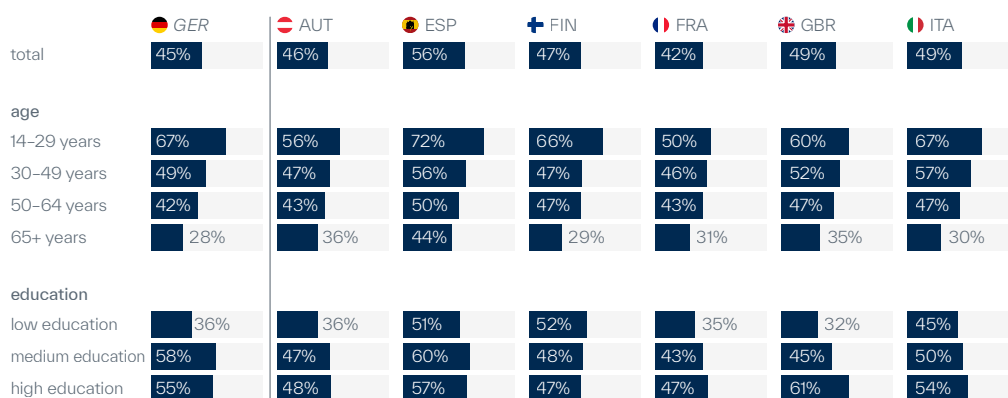 GER AUT ESP FIN FRA GBR ITA
total 45% 46% 56% 47% 42% 49% 49%
age
14–29 years 67% 56% 72% 66% 50% 60% 67%
30–49 years 49% 47% 56% 47% 46% 52% 57%
50–64 years 42% 43% 50% 47% 43% 47% 47%
65+ years 28% 36% 44% 29% 31% 35% 30%
education
low education 36% 36% 51% 52% 35% 32% 45%
medium education 58% 47% 60% 48% 43% 45% 50%
high education 55% 48% 57% 47% 47% 61% 54%